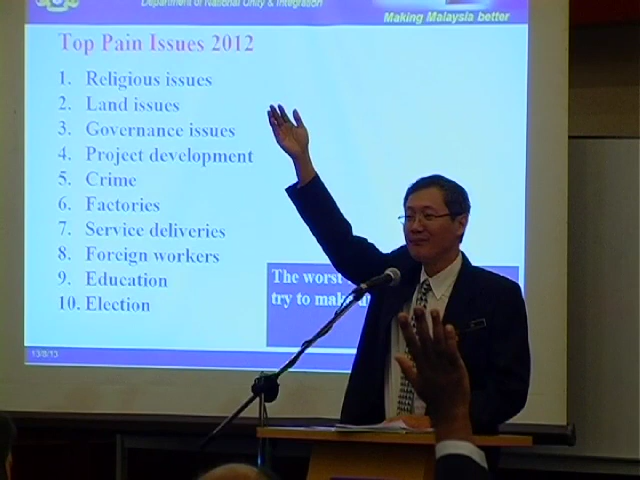 Department of National Unity & Integration
Making Malaysia better
Top Pain Issues 2012
1. Religious issues
2. Land issues
3. Governance issues
4. Project development
5. Crime
6. Factories
7. Service deliveries
8. Foreign workers
9. Education
10. Election
The worst
try to make
13/8/13